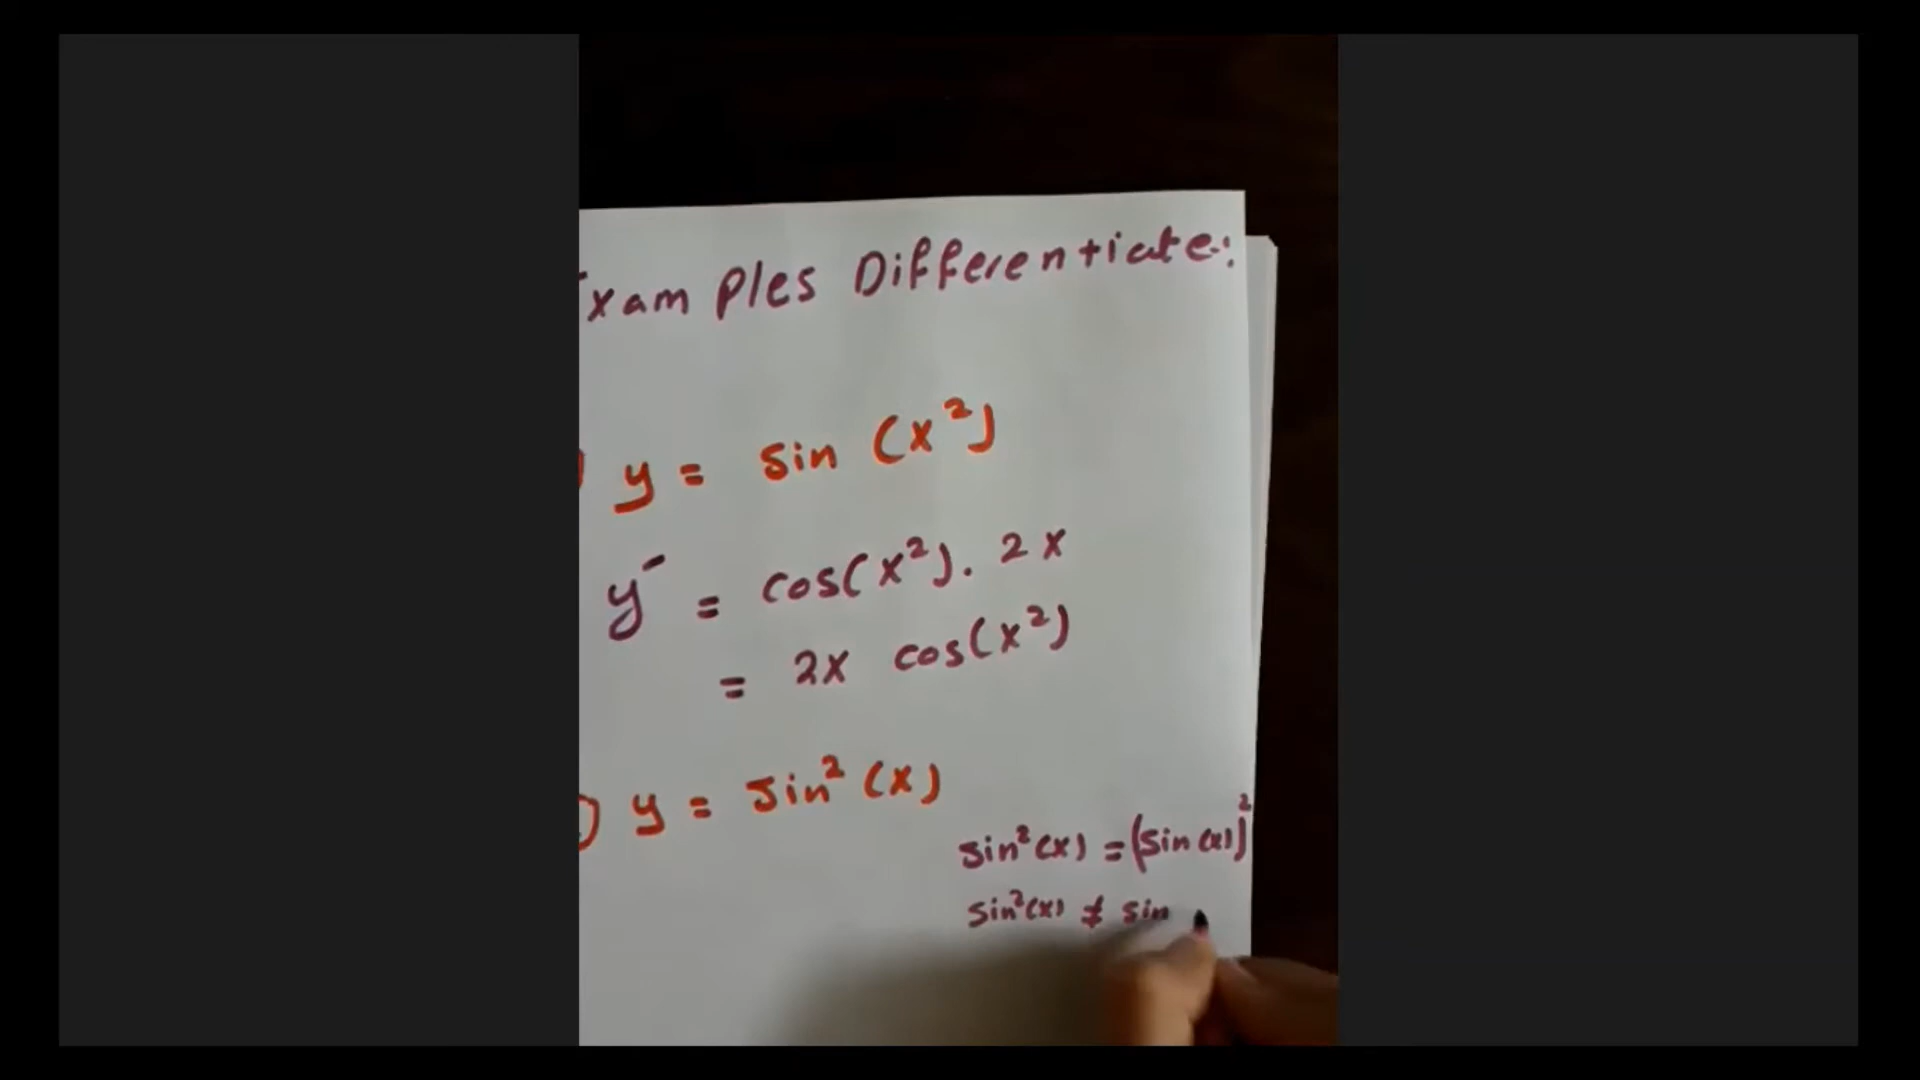 Examples Differentiate:
) y = sin (x²)
y⁻ = cos(x²). 2x
= 2x cos(x²)
) y = sin² (x)
sin²(x) = (sin(x))²
sin²(x) ≠ sin